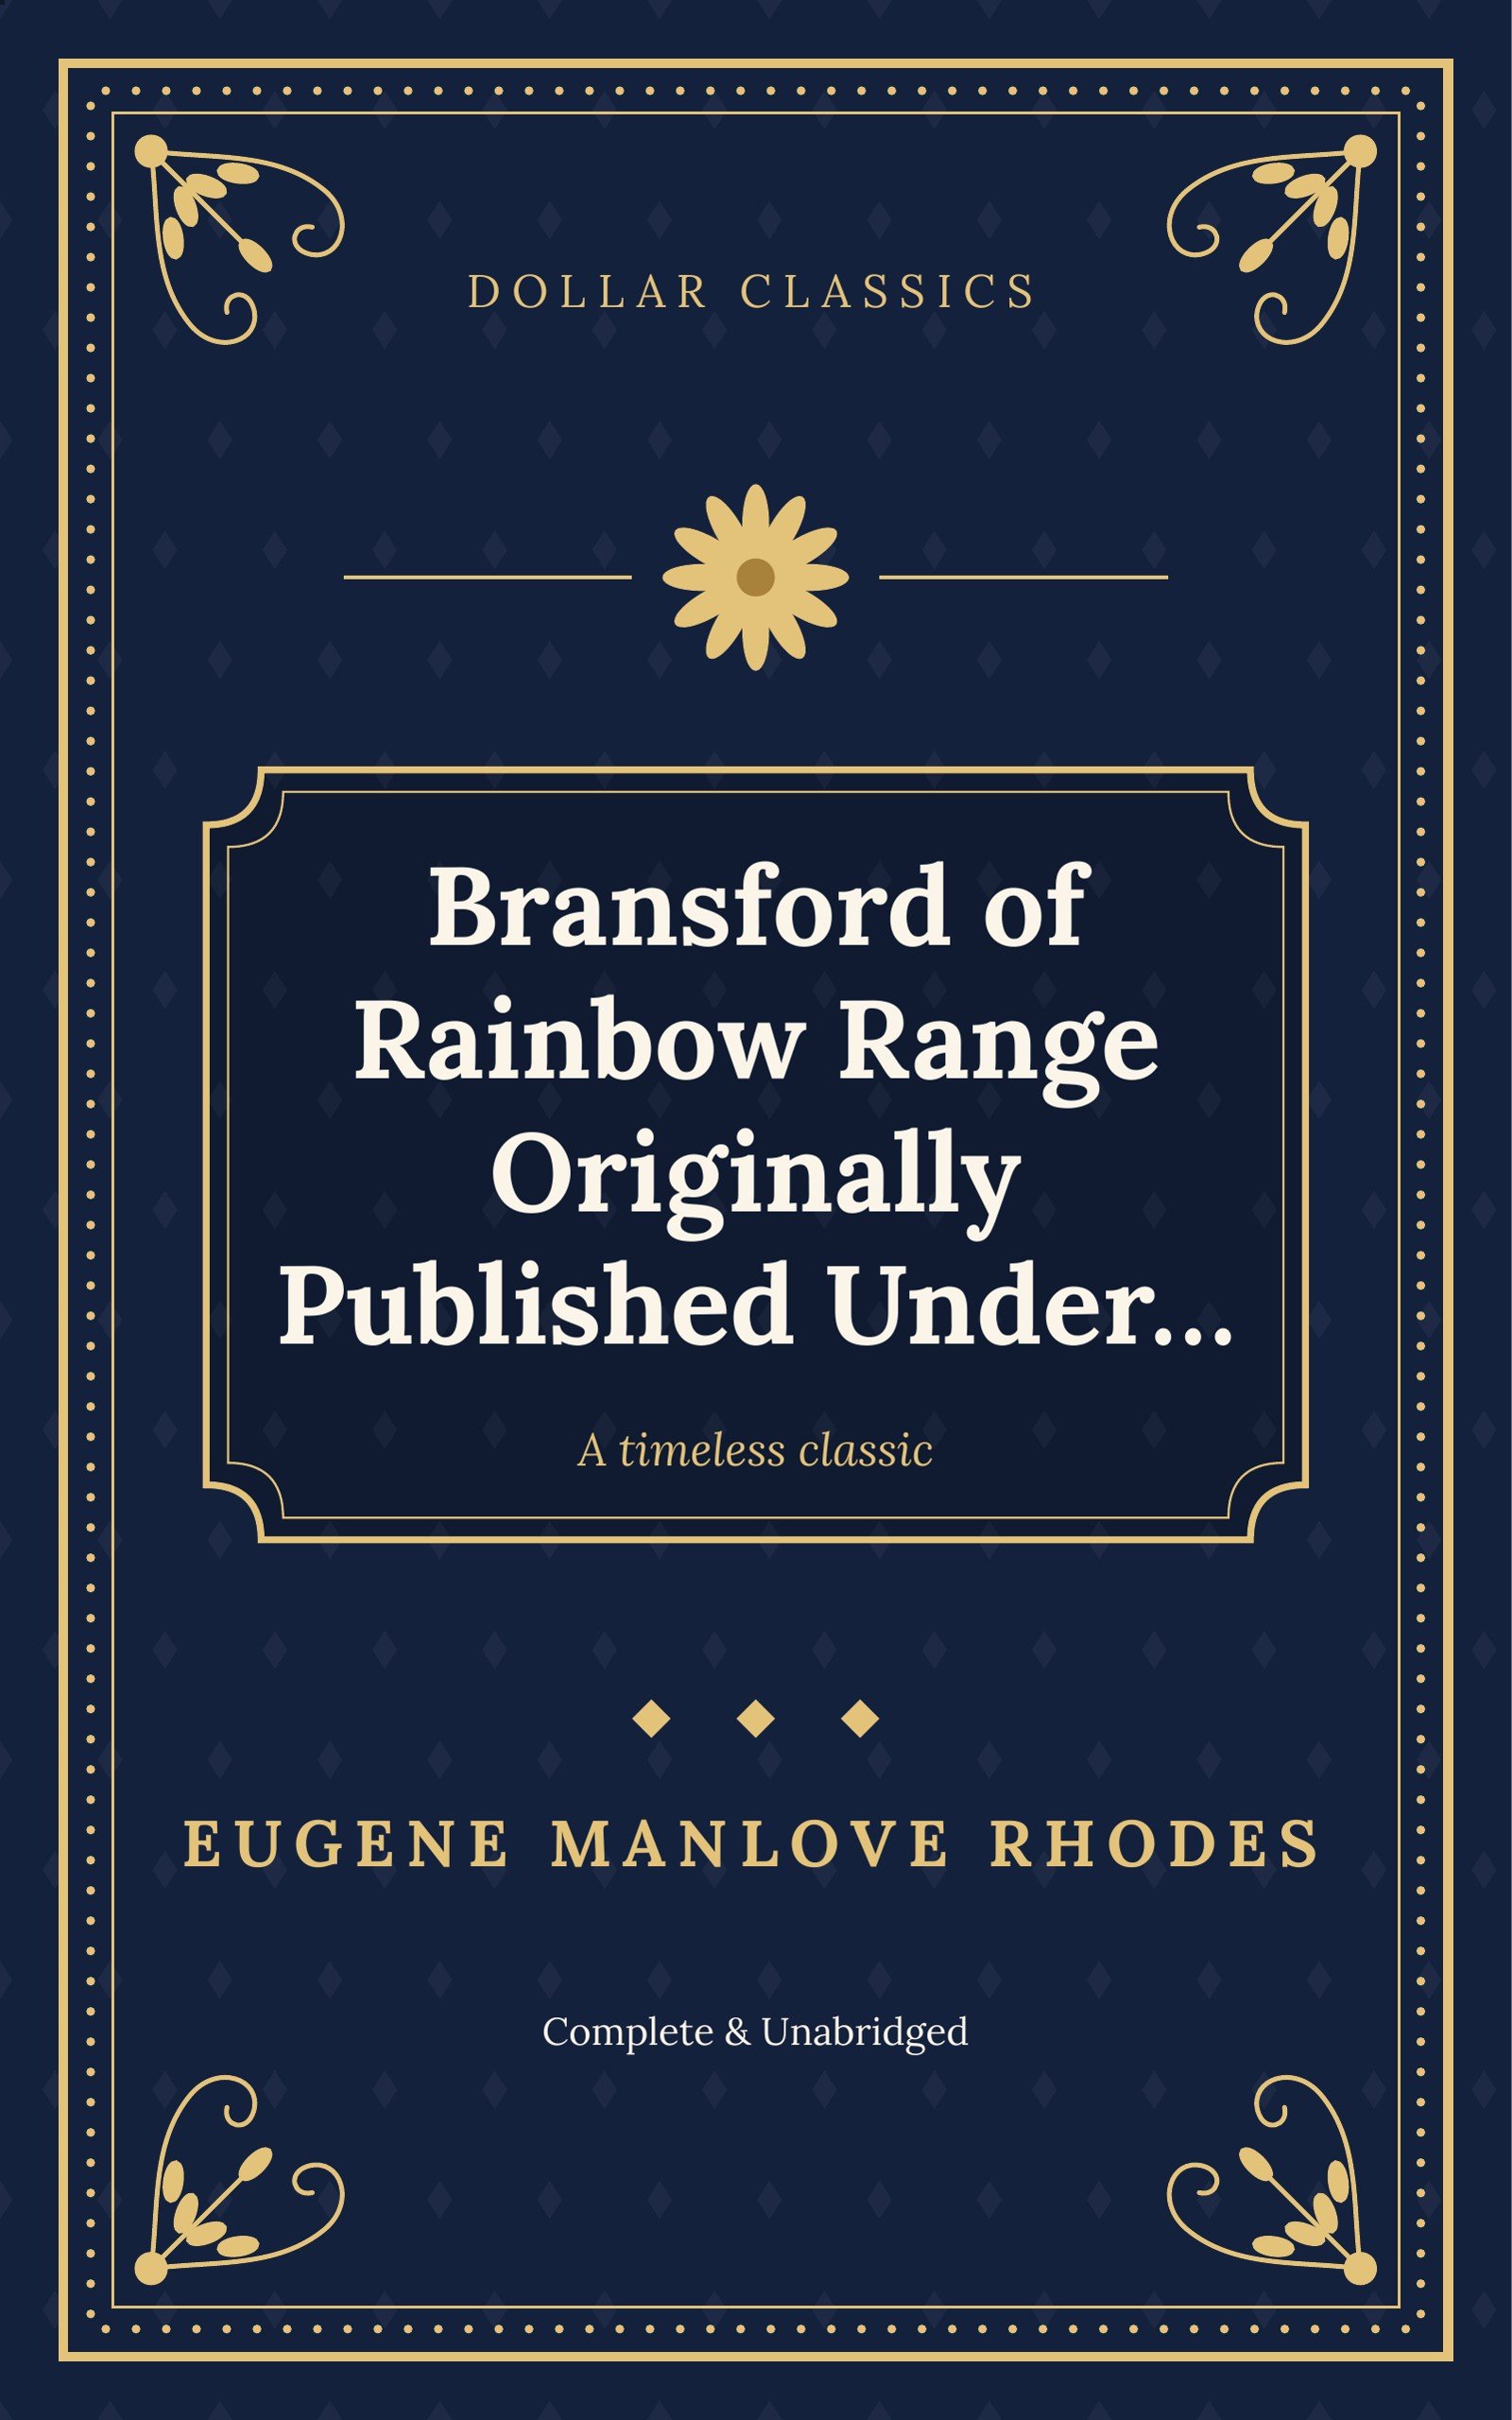 DOLLAR CLASSICS
Bransford of
Rainbow Range
Originally
Published Under...
A timeless classic
EUGENE MANLOVE RHODES
Complete & Unabridged